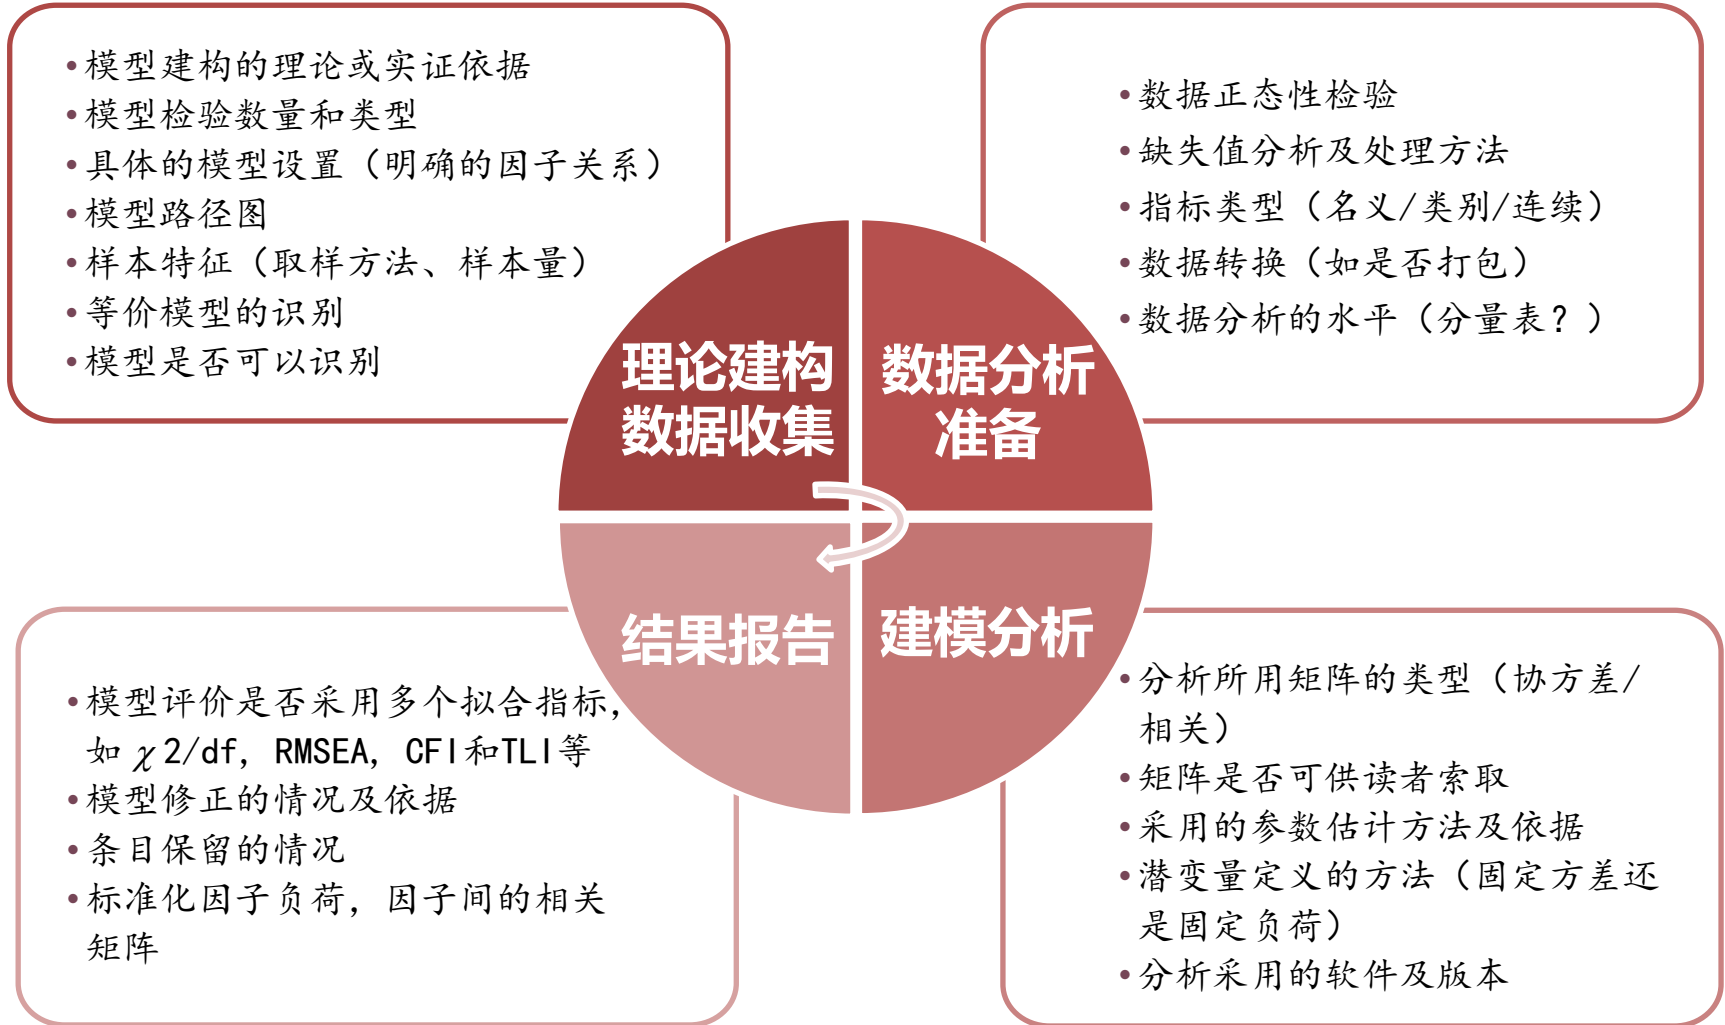 •模型建构的理论或实证依据
•模型检验数量和类型
•具体的模型设置（明确的因子关系）
•模型路径图
•样本特征（取样方法、样本量）
•等价模型的识别
•模型是否可以识别
•数据正态性检验
•缺失值分析及处理方法
•指标类型（名义/类别/连续）
•数据转换（如是否打包）
•数据分析的水平（分量表？）
理论建构
数据收集
数据分析
准备
结果报告
建模分析
•模型评价是否采用多个拟合指标，
如χ2/df, RMSEA, CFI和TLI等
•模型修正的情况及依据
•条目保留的情况
•标准化因子负荷，因子间的相关
矩阵
•分析所用矩阵的类型（协方差/
相关）
•矩阵是否可供读者索取
•采用的参数估计方法及依据
•潜变量定义的方法（固定方差还
是固定负荷）
•分析采用的软件及版本